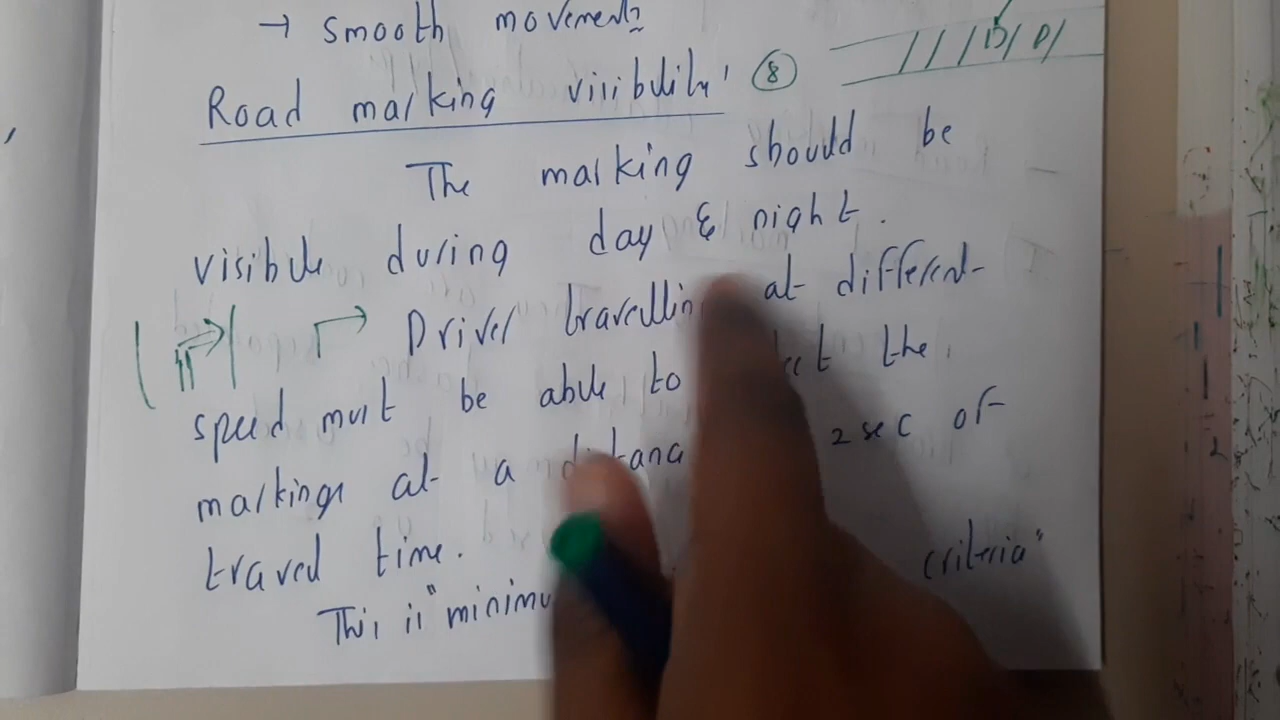 → smooth movement
Road marking visibility 8
The marking should be
visible during day & night.
Driver travelling at different
speed must be able to the
markings at a 2 sec of
travel time.
This is "minimu criteria"